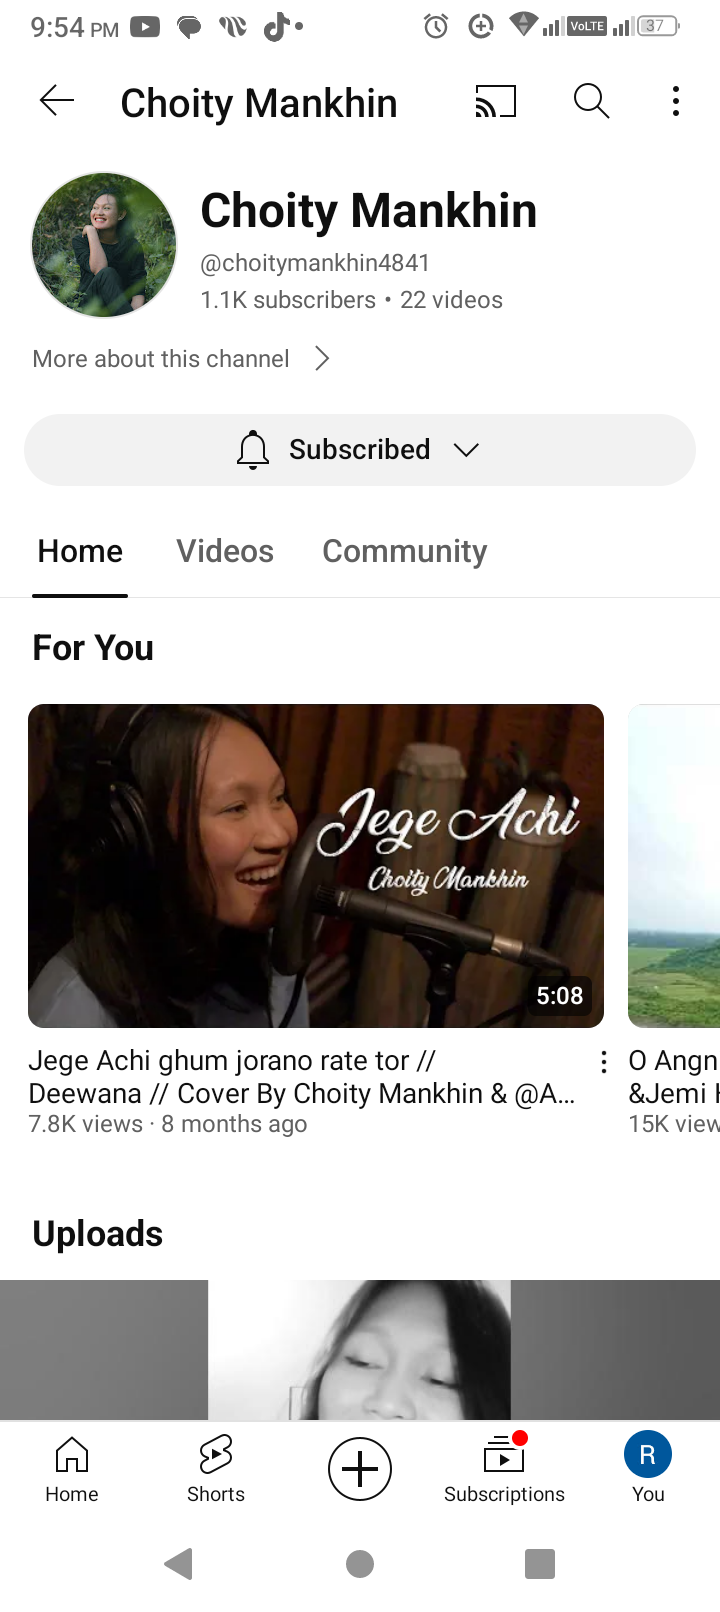 9:54 PM
VoLTE
37
Choity Mankhin
Choity Mankhin
@choitymankhin4841
1.1K subscribers • 22 videos
More about this channel
Subscribed
Home Videos Community
For You
Jege Achi
Choity Mankhin
5:08
Jege Achi ghum jorano rate tor //
Deewana // Cover By Choity Mankhin & @A...
7.8K views · 8 months ago
O Angn
&Jemi
15K view
Uploads
R
Home Shorts Subscriptions You